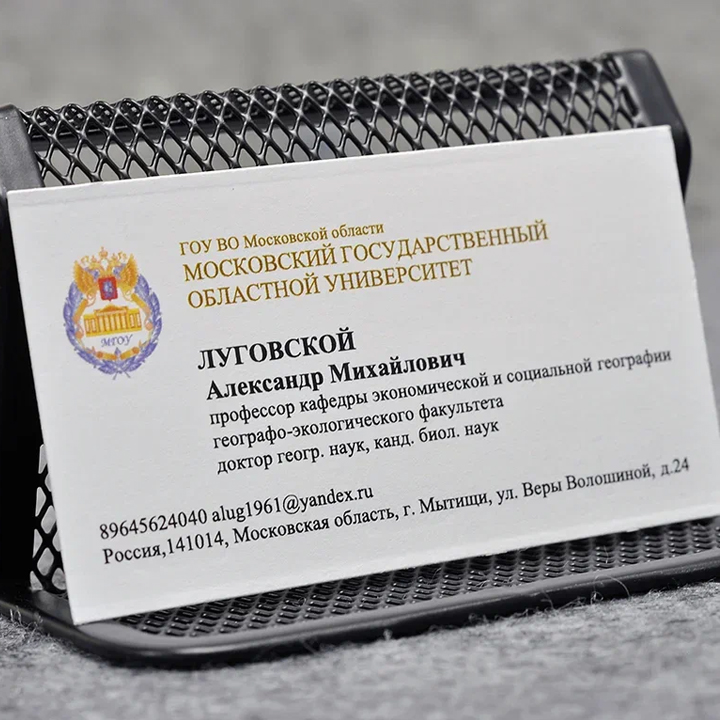 ГОУ ВО Московской области
МОСКОВСКИЙ ГОСУДАРСТВЕННЫЙ
ОБЛАСТНОЙ УНИВЕРСИТЕТ
МГОУ
ЛУГОВСКОЙ
Александр Михайлович
профессор кафедры экономической и социальной географии
географо-экологического факультета
доктор геогр. наук, канд. биол. наук
89645624040 alug1961@yandex.ru
Россия,141014, Московская область, г. Мытищи, ул. Веры Волошиной, д.24